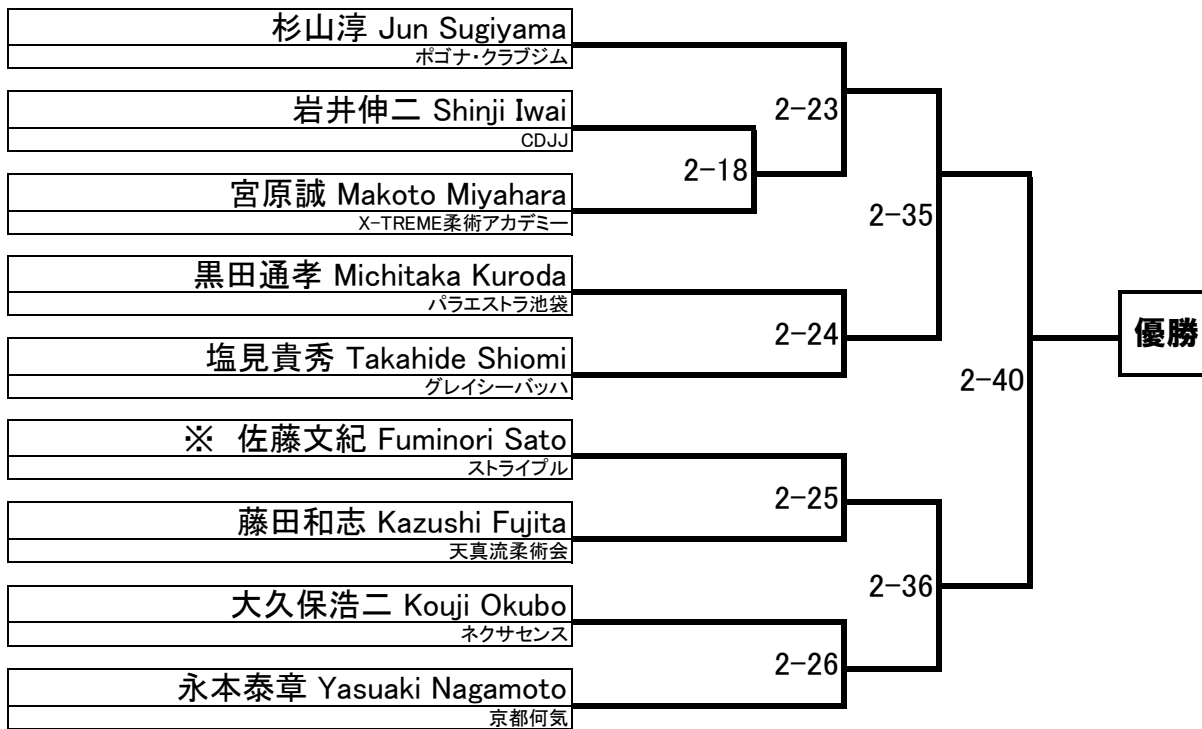 杉山淳 Jun Sugiyama
ポゴナ・クラブジム
岩井伸二 Shinji Iwai
CDJJ
宮原誠 Makoto Miyahara
X-TREME柔術アカデミー
黒田通孝 Michitaka Kuroda
パラエストラ池袋
塩見貴秀 Takahide Shiomi
グレイシーバッハ
※ 佐藤文紀 Fuminori Sato
ストライプル
藤田和志 Kazushi Fujita
天真流柔術会
大久保浩二 Kouji Okubo
ネクサセンス
永本泰章 Yasuaki Nagamoto
京都何気
2-18
2-23
2-24
2-25
2-26
2-35
2-36
2-40
優勝